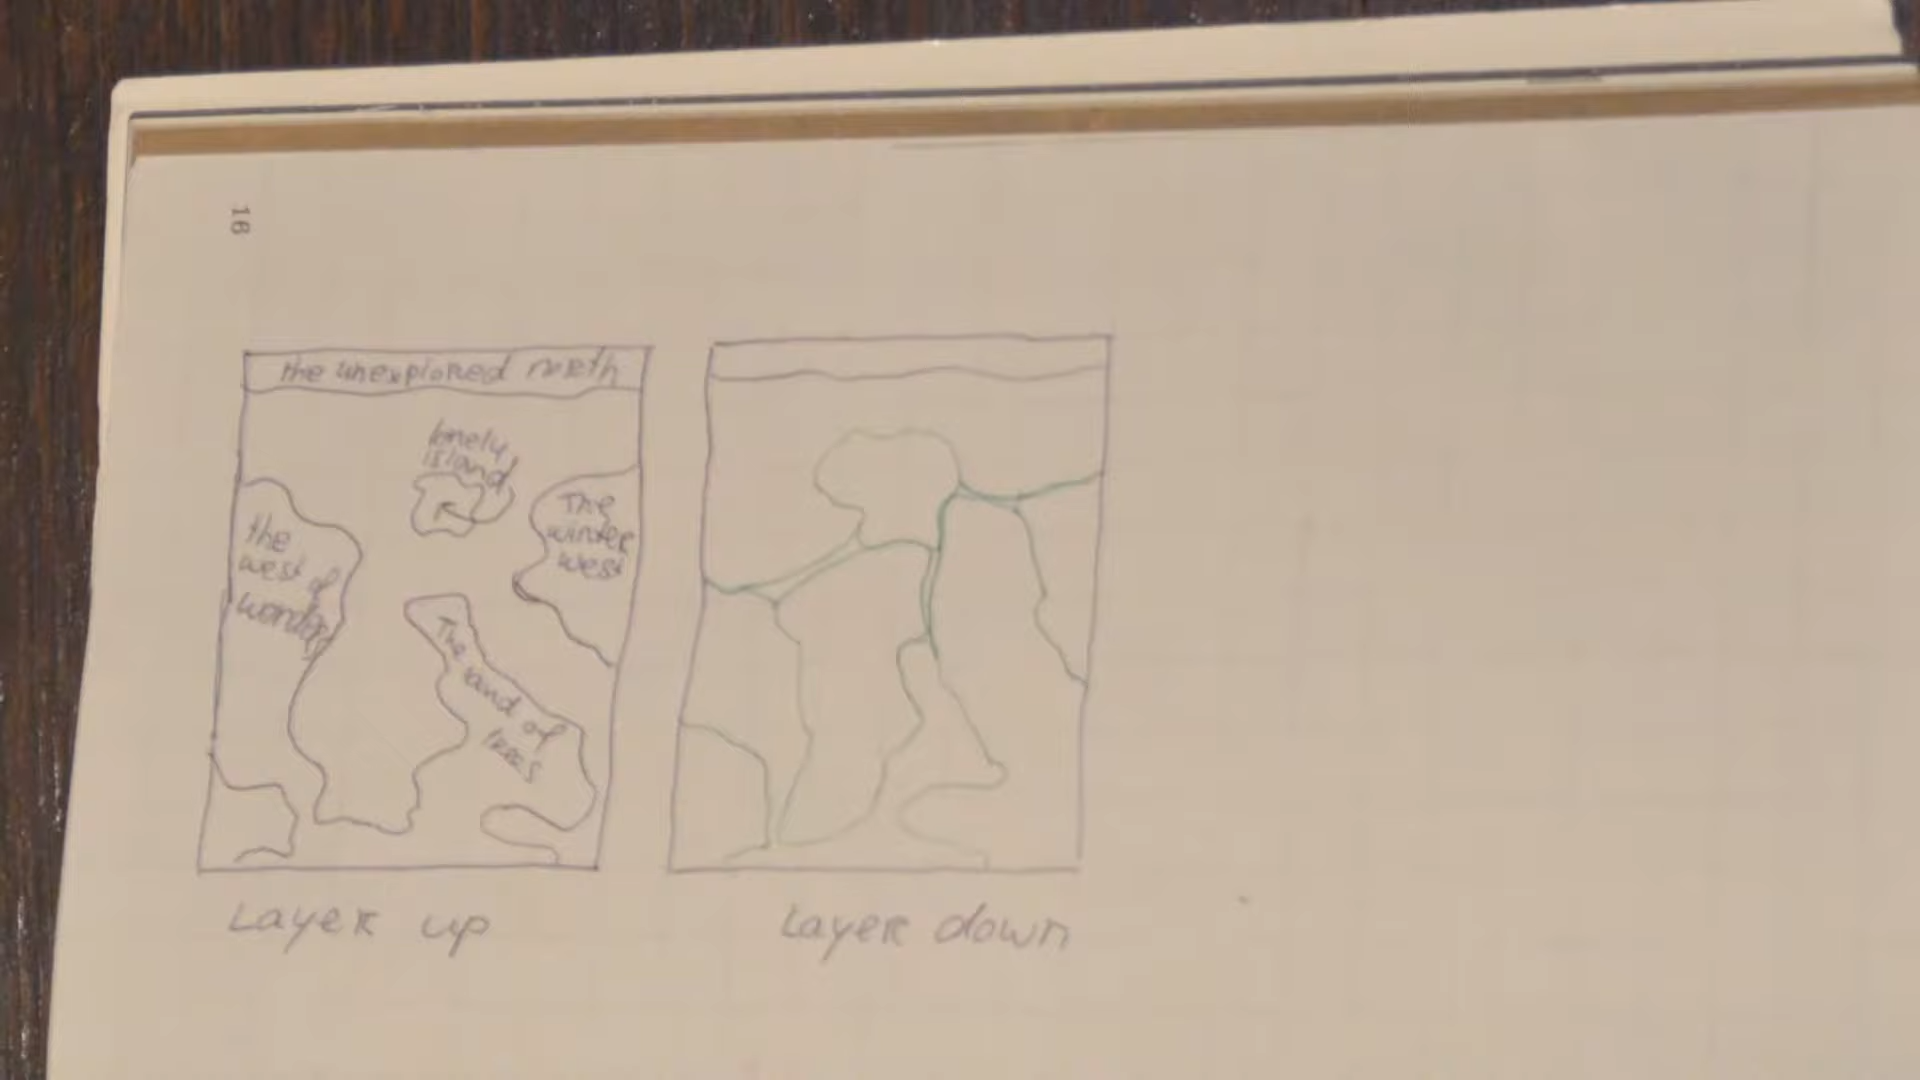 16
the unexplored north
lonely
island
The
winter
west
the
west of
wonders
The land of
trees
Layer up
Layer down